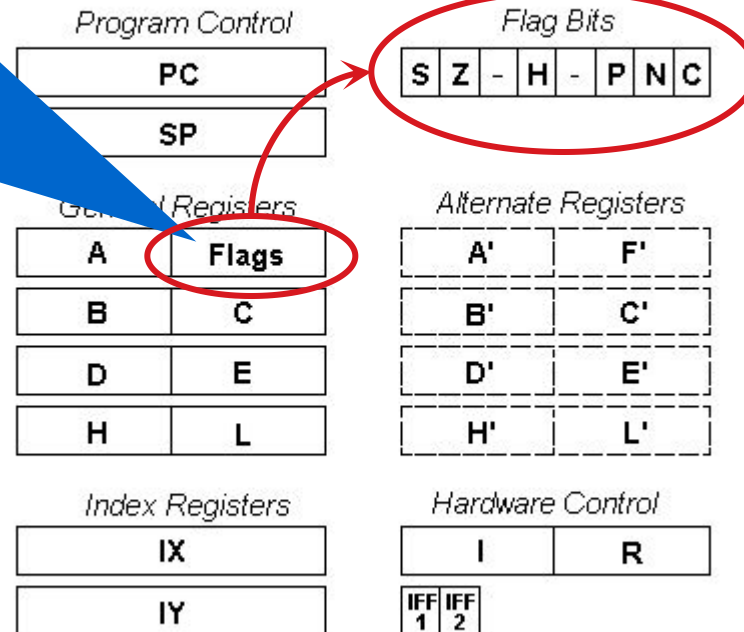 Program Control
PC
SP
Flag Bits
S Z - H - P N C
Registers
A Flags
B C
D E
H L
Alternate Registers
A' F'
B' C'
D' E'
H' L'
Index Registers
IX
IY
Hardware Control
I R
IFF 1 IFF 2